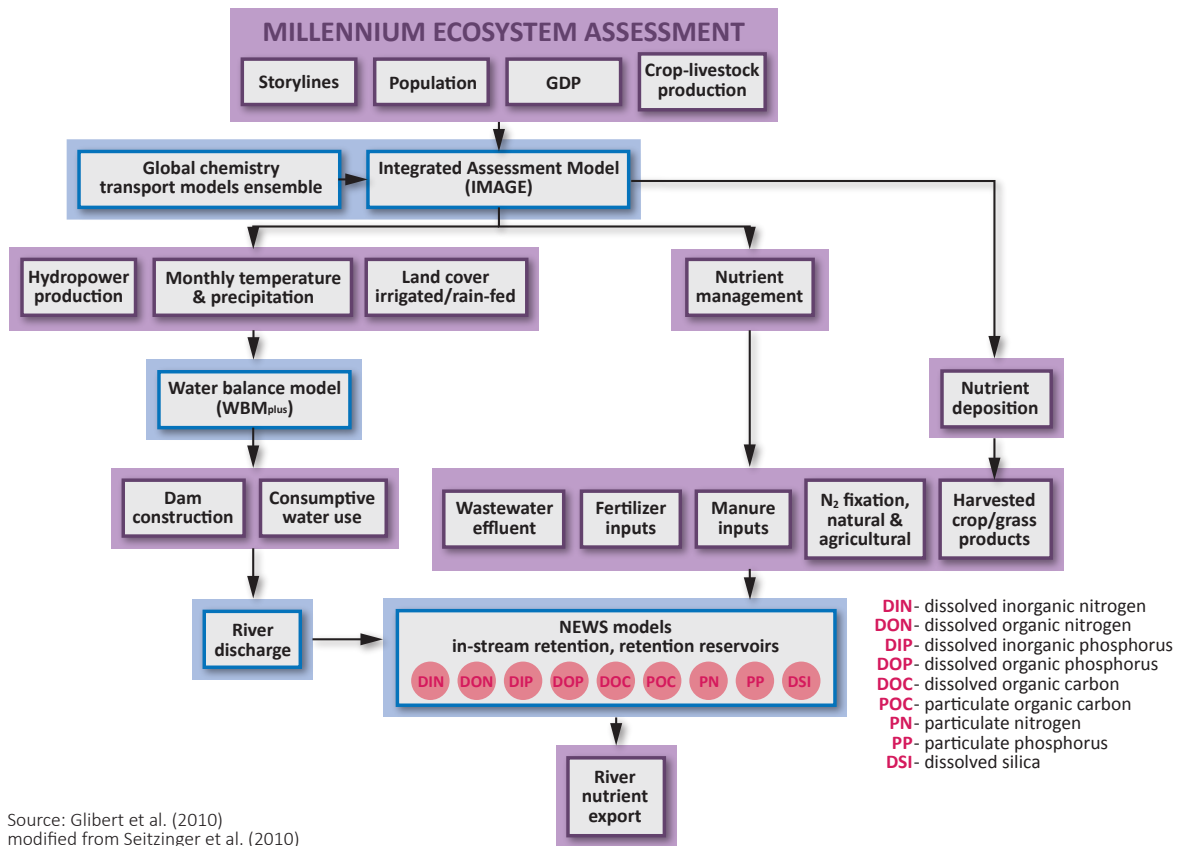 MILLENNIUM ECOSYSTEM ASSESSMENT
Storylines
Population
GDP
Crop-livestock
production
Global chemistry
transport models ensemble
Integrated Assessment Model
(IMAGE)
Hydropower
production
Monthly temperature
& precipitation
Land cover
irrigated/rain-fed
Nutrient
management
Water balance model
(WBMplus)
Nutrient
deposition
Dam
construction
Consumptive
water use
Wastewater
effluent
Fertilizer
inputs
Manure
inputs
N₂ fixation,
natural &
agricultural
Harvested
crop/grass
products
River
discharge
NEWS models
in-stream retention, retention reservoirs
DIN DON DIP DOP DOC POC PN PP DSI
DIN- dissolved inorganic nitrogen
DON- dissolved organic nitrogen
DIP- dissolved inorganic phosphorus
DOP- dissolved organic phosphorus
DOC- dissolved organic carbon
POC- particulate organic carbon
PN- particulate nitrogen
PP- particulate phosphorus
DSI- dissolved silica
River
nutrient
export
Source: Glibert et al. (2010)
modified from Seitzinger et al. (2010)